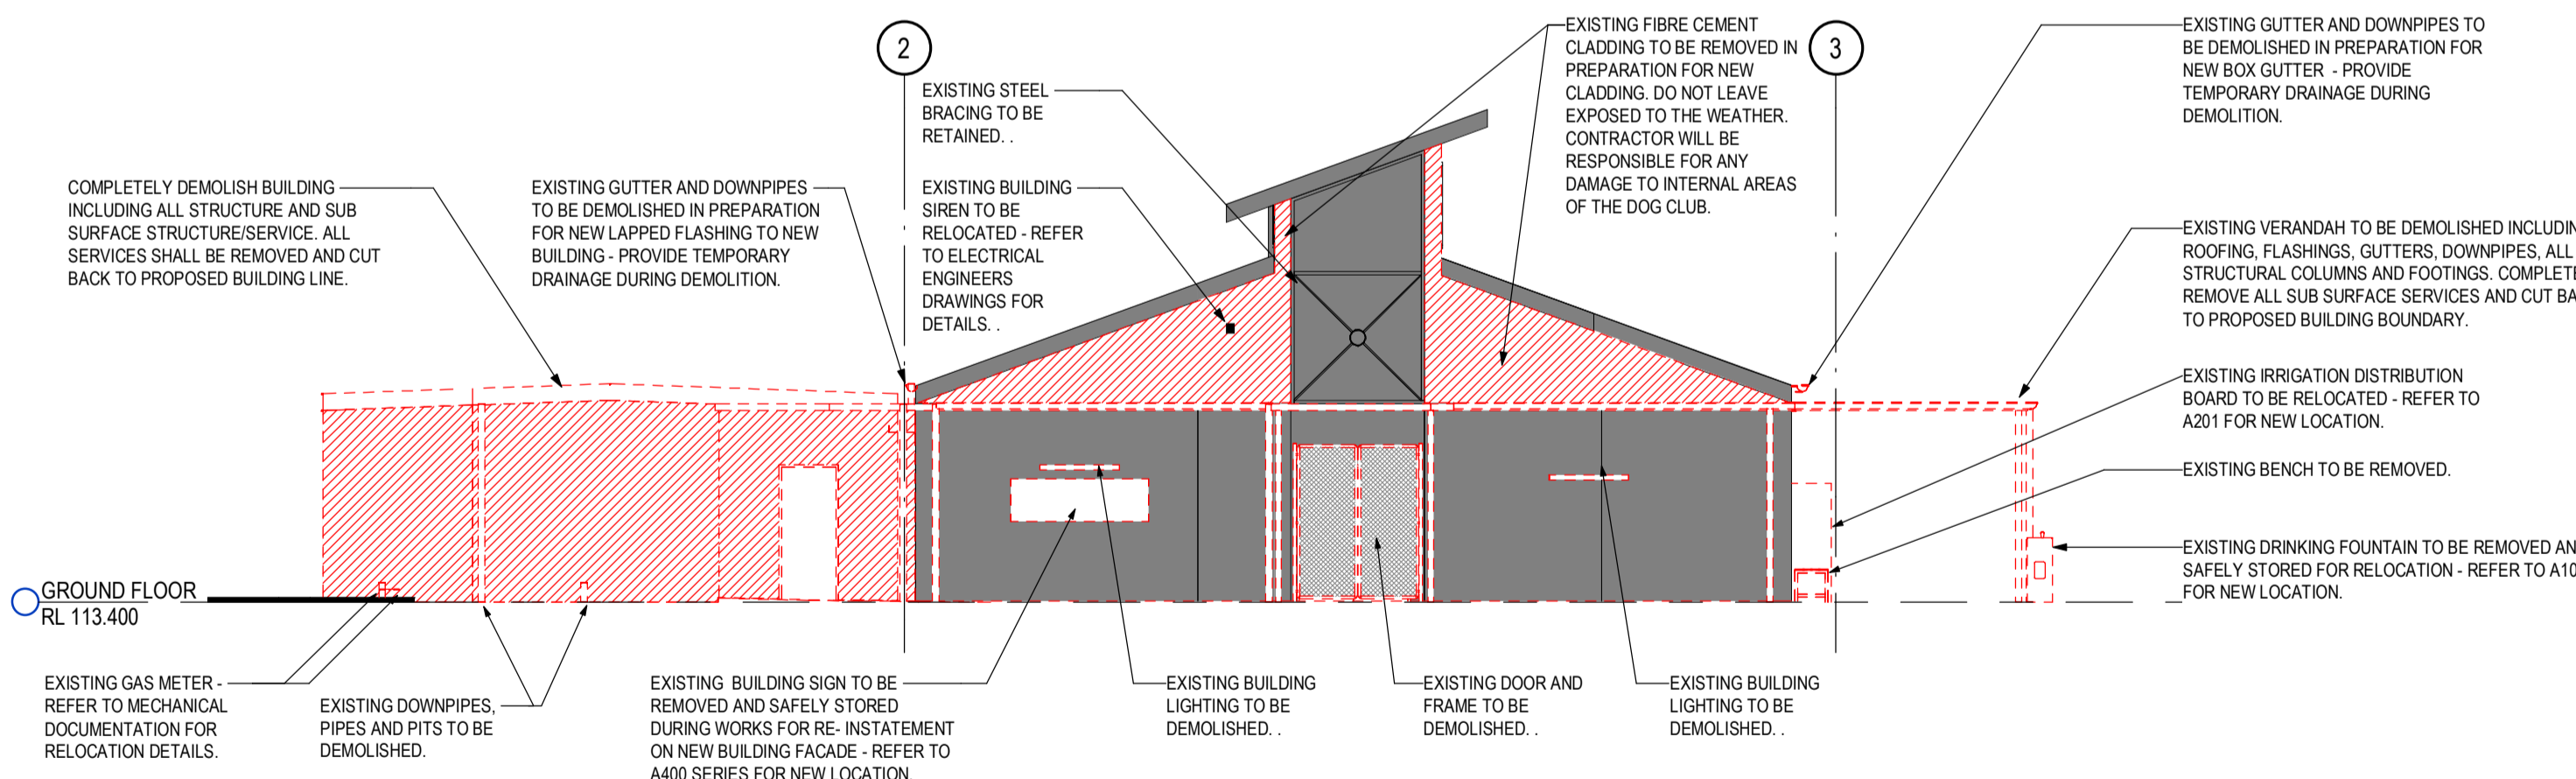 2
3
EXISTING STEEL
BRACING TO BE
RETAINED. .
EXISTING FIBRE CEMENT
CLADDING TO BE REMOVED IN
PREPARATION FOR NEW
CLADDING. DO NOT LEAVE
EXPOSED TO THE WEATHER.
CONTRACTOR WILL BE
RESPONSIBLE FOR ANY
DAMAGE TO INTERNAL AREAS
OF THE DOG CLUB.
EXISTING GUTTER AND DOWNPIPES TO
BE DEMOLISHED IN PREPARATION FOR
NEW BOX GUTTER - PROVIDE
TEMPORARY DRAINAGE DURING
DEMOLITION.
COMPLETELY DEMOLISH BUILDING
INCLUDING ALL STRUCTURE AND SUB
SURFACE STRUCTURE/SERVICE. ALL
SERVICES SHALL BE REMOVED AND CUT
BACK TO PROPOSED BUILDING LINE.
EXISTING GUTTER AND DOWNPIPES
TO BE DEMOLISHED IN PREPARATION
FOR NEW LAPPED FLASHING TO NEW
BUILDING - PROVIDE TEMPORARY
DRAINAGE DURING DEMOLITION.
EXISTING BUILDING
SIREN TO BE
RELOCATED - REFER
TO ELECTRICAL
ENGINEERS
DRAWINGS FOR
DETAILS. .
EXISTING VERANDAH TO BE DEMOLISHED INCLUDIN
ROOFING, FLASHINGS, GUTTERS, DOWNPIPES, ALL
STRUCTURAL COLUMNS AND FOOTINGS. COMPLETE
REMOVE ALL SUB SURFACE SERVICES AND CUT BA
TO PROPOSED BUILDING BOUNDARY.
EXISTING IRRIGATION DISTRIBUTION
BOARD TO BE RELOCATED - REFER TO
A201 FOR NEW LOCATION.
EXISTING BENCH TO BE REMOVED.
EXISTING DRINKING FOUNTAIN TO BE REMOVED AN
SAFELY STORED FOR RELOCATION - REFER TO A10
FOR NEW LOCATION.
GROUND FLOOR
RL 113.400
EXISTING GAS METER -
REFER TO MECHANICAL
DOCUMENTATION FOR
RELOCATION DETAILS.
EXISTING DOWNPIPES,
PIPES AND PITS TO BE
DEMOLISHED.
EXISTING BUILDING SIGN TO BE
REMOVED AND SAFELY STORED
DURING WORKS FOR RE- INSTATEMENT
ON NEW BUILDING FACADE - REFER TO
A400 SERIES FOR NEW LOCATION.
EXISTING BUILDING
LIGHTING TO BE
DEMOLISHED. .
EXISTING DOOR AND
FRAME TO BE
DEMOLISHED. .
EXISTING BUILDING
LIGHTING TO BE
DEMOLISHED. .